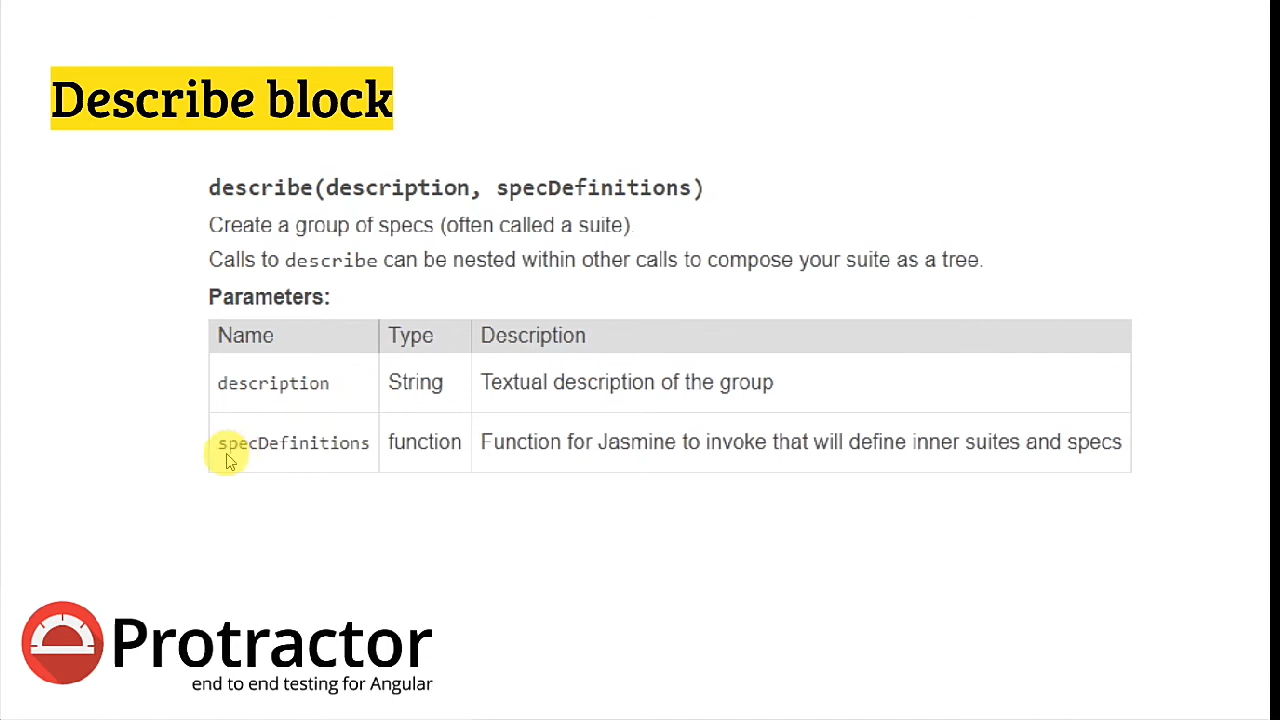 Describe block
describe(description, specDefinitions)
Create a group of specs (often called a suite).
Calls to describe can be nested within other calls to compose your suite as a tree.
Parameters:
Name Type Description
description String Textual description of the group
specDefinitions function Function for Jasmine to invoke that will define inner suites and specs
Protractor
end to end testing for Angular